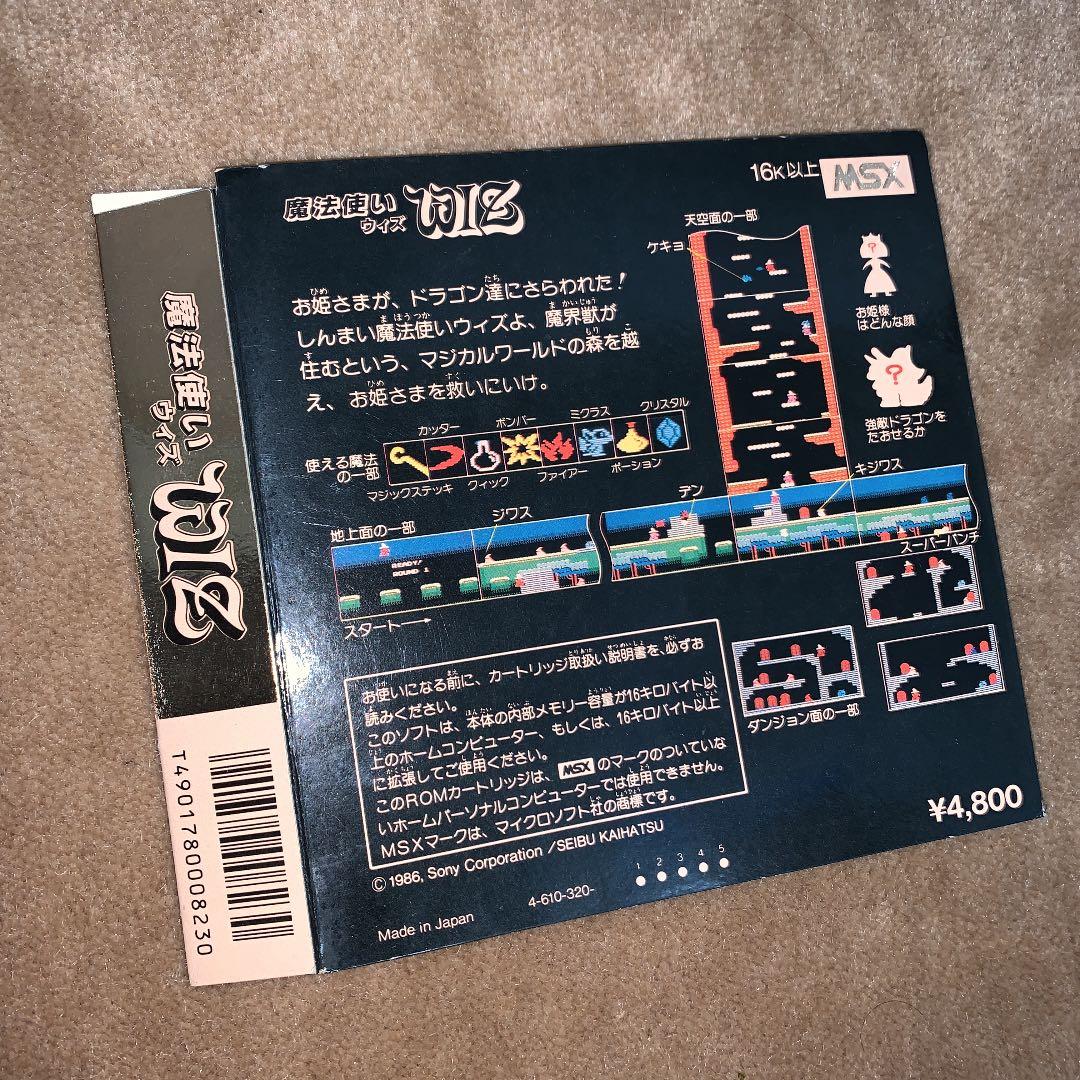 魔法使い
ウィズ
WIZ
T4901780008230
魔法使い
ウィズ
WIZ
16K以上
MSX
お姫さまが、ドラゴン達にさらわれた!
しんまい魔法使いウィズよ、魔界獣が
住むという、マジカルワールドの森を越
え、お姫さまを救いにいけ。
使える魔法
の一部
マジックステッキ
カッター
クィック
ボンバー
ファイアー
ミクラス
ポーション
クリスタル
天空面の一部
ケキョ
?
お姫様
はどんな顔
?
強敵ドラゴンを
たおせるか
地上面の一部
READY!
ROUND 1
ジワス
テン
キジワス
スタート→
スーパーパンチ
ダンジョン面の一部
お使いになる前に、カートリッジ取扱い説明書を、必ずお
読みください。
このソフトは、本体の内部メモリー容量が16キロバイト以
上のホームコンピューター、もしくは、16キロバイト以上
に拡張してご使用ください。
このROMカートリッジは、MSXのマークのついていな
いホームパーソナルコンピューターでは使用できません。
MSXマークは、マイクロソフト社の商標です。
© 1986, Sony Corporation /SEIBU KAIHATSU
¥4,800
1 2 3 4 5
4-610-320-
Made in Japan